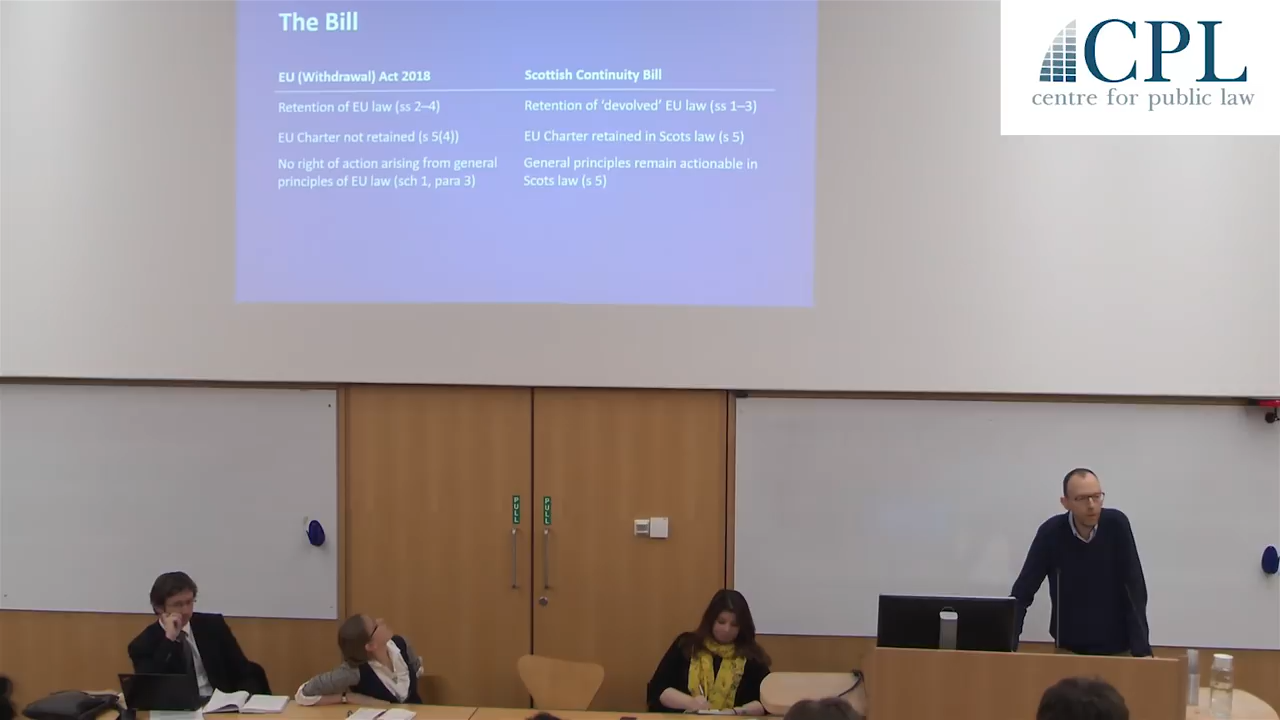 The Bill
EU (Withdrawal) Act 2018
Scottish Continuity Bill
Retention of EU law (ss 2–4)
Retention of ‘devolved’ EU law (ss 1–3)
EU Charter not retained (s 5(4))
EU Charter retained in Scots law (s 5)
No right of action arising from general
principles of EU law (sch 1, para 3)
General principles remain actionable in
Scots law (s 5)
CPL
centre for public law
PULL
PULL